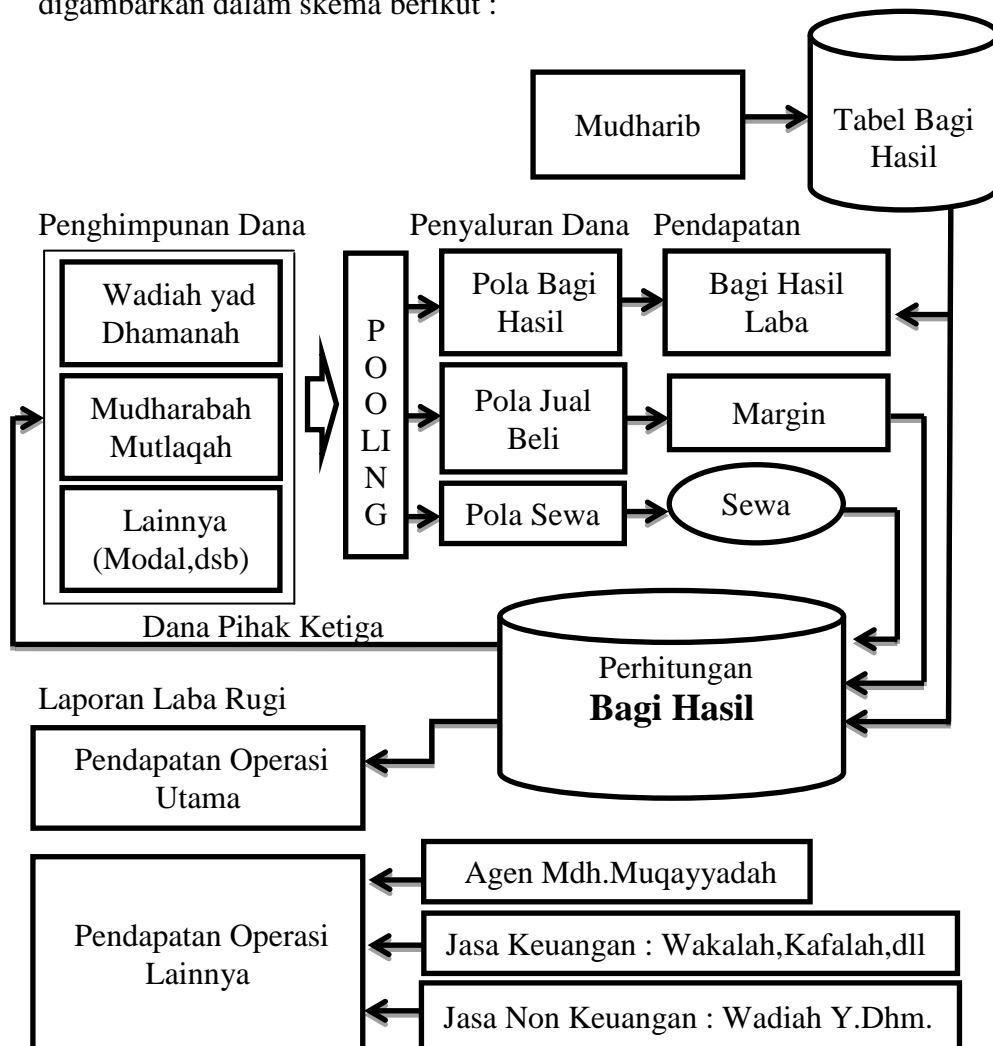 digambarkan dalam skema berikut :
Mudharib
Tabel Bagi
Hasil
Penghimpunan Dana
Penyaluran Dana
Pendapatan
Wadiah yad
Dhamanah
Mudharabah
Mutlaqah
Lainnya
(Modal,dsb)
P
O
O
LI
N
G
Pola Bagi
Hasil
Bagi Hasil
Laba
Pola Jual
Beli
Margin
Pola Sewa
Sewa
Dana Pihak Ketiga
Perhitungan
Bagi Hasil
Laporan Laba Rugi
Pendapatan Operasi
Utama
Pendapatan Operasi
Lainnya
Agen Mdh.Muqayyadah
Jasa Keuangan : Wakalah,Kafalah,dll
Jasa Non Keuangan : Wadiah Y.Dhm.